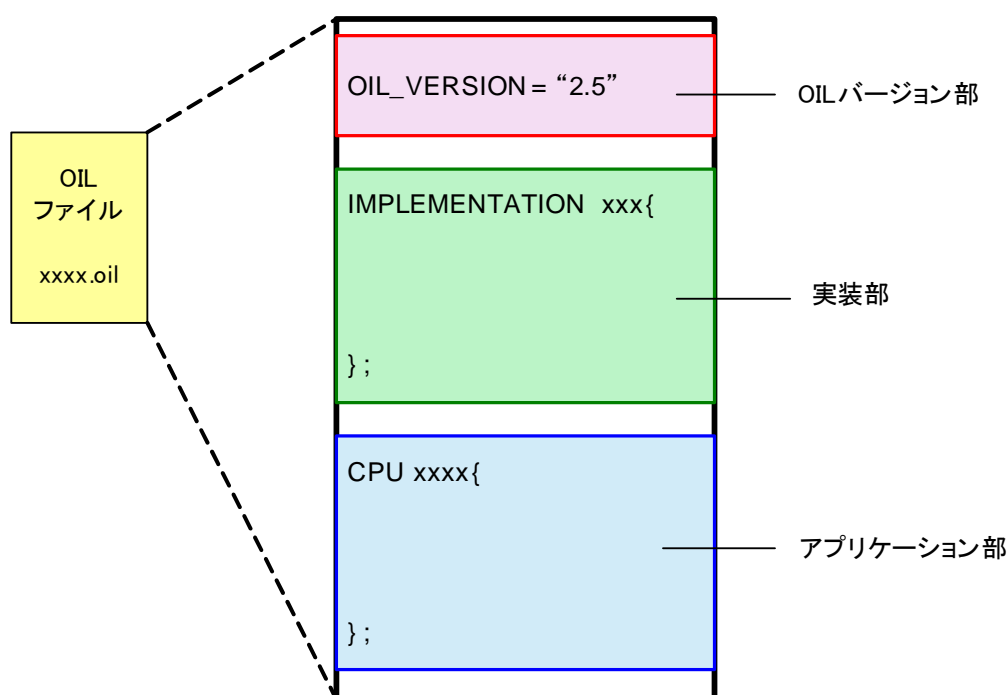 OIL
ファイル
xxxx.oil
OIL_VERSION = “2.5”
OILバージョン部
IMPLEMENTATION xxx{
実装部
} ;
CPU xxxx{
アプリケーション部
} ;